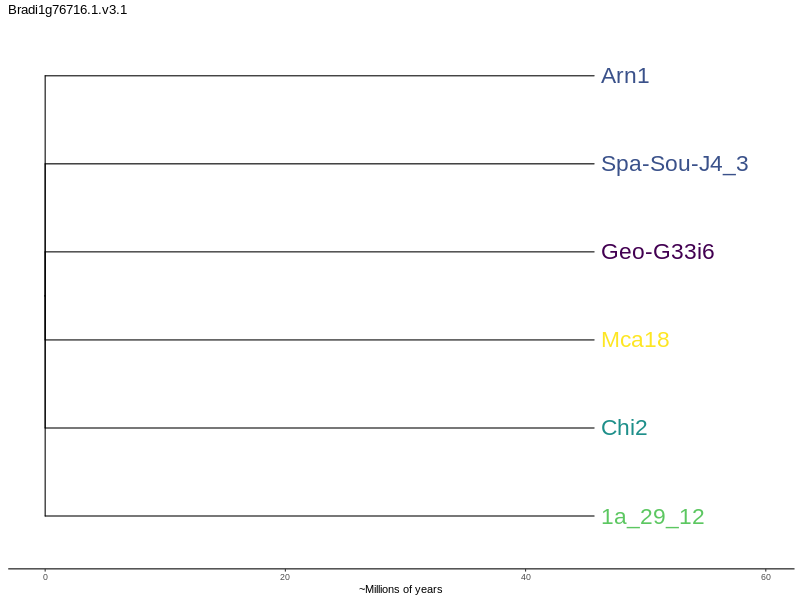 Bradi1g76716.1.v3.1
Arn1
Spa-Sou-J4_3
Geo-G33i6
Mca18
Chi2
1a_29_12
0 20 40 60
~Millions of years